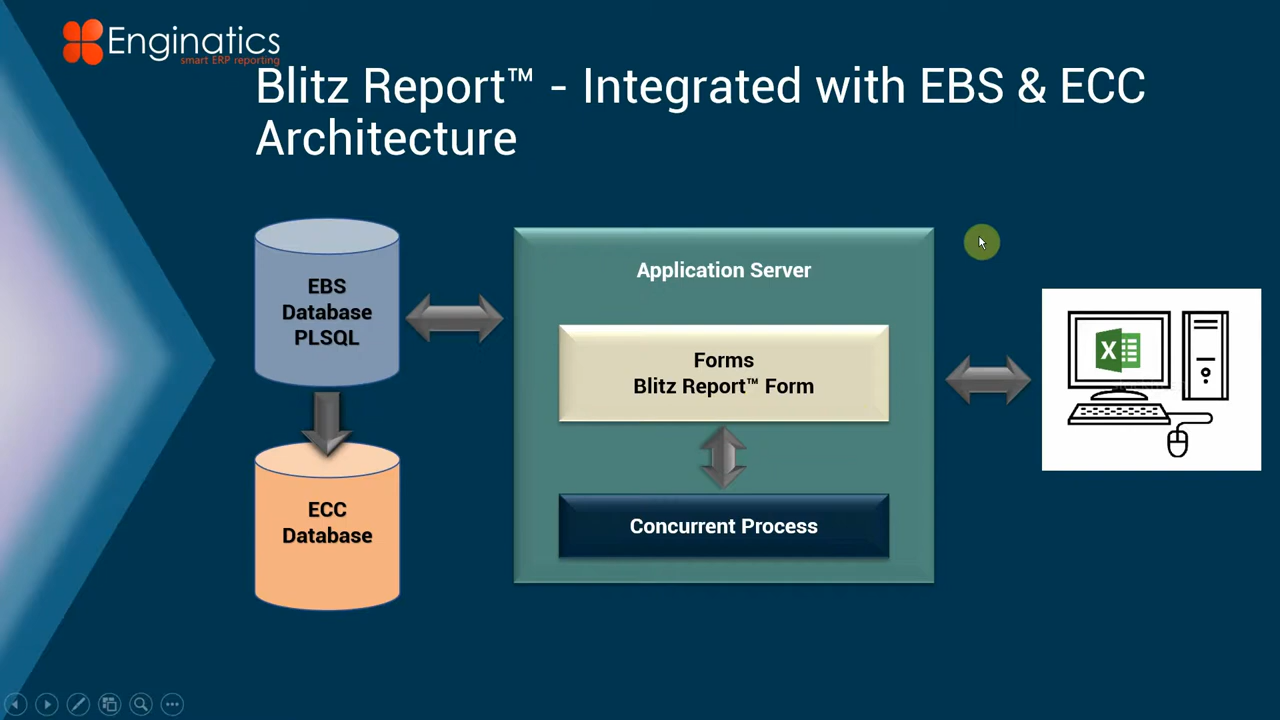 Enginatics
smart ERP reporting
Blitz Report™ - Integrated with EBS & ECC
Architecture
EBS
Database
PLSQL
Application Server
Forms
Blitz Report™ Form
X
ECC
Database
Concurrent Process